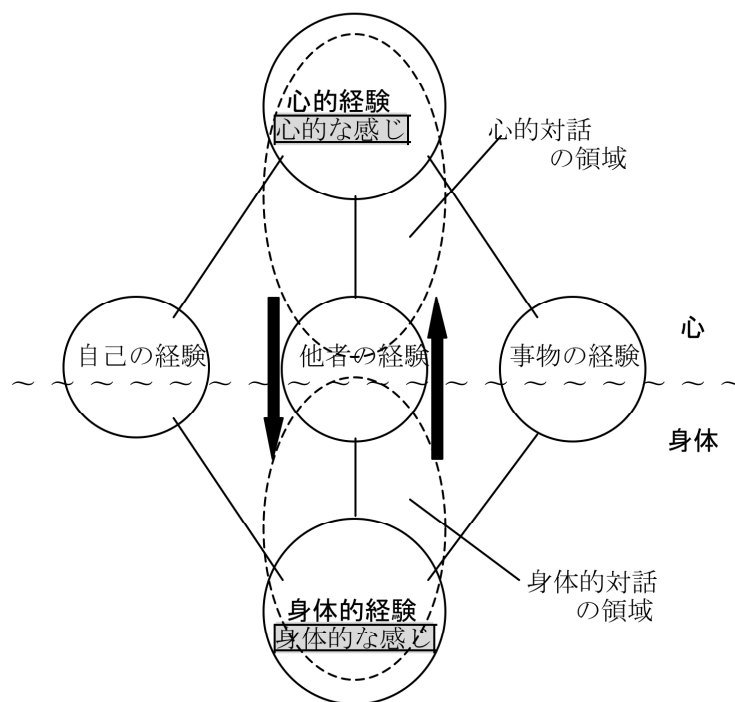 心的経験
心的な感じ
心的対話
の領域
自己の経験
他者の経験
事物の経験
心
身体
身体的対話
の領域
身体的経験
身体的な感じ